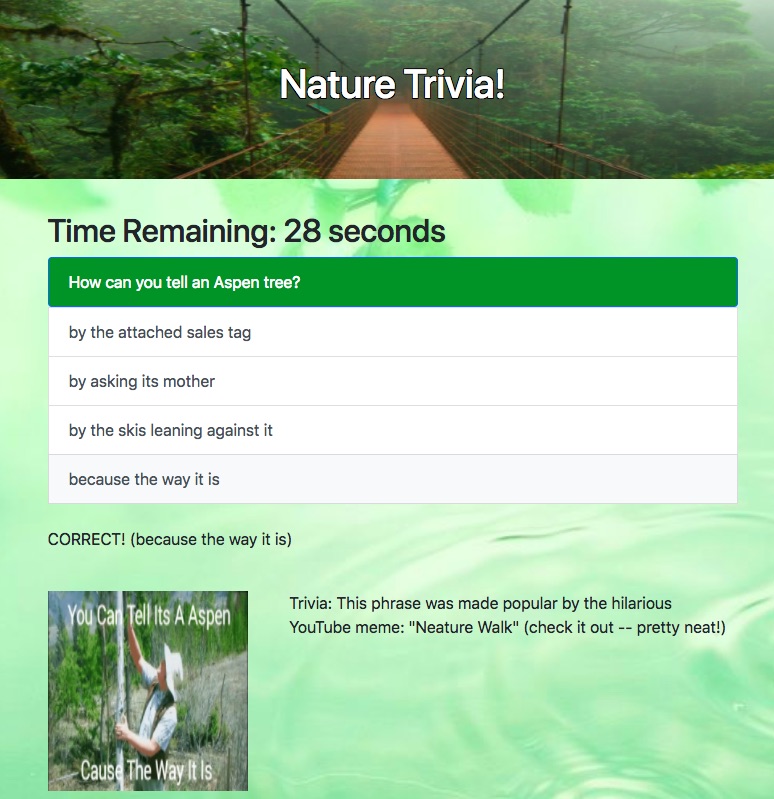 Nature Trivia!
Time Remaining: 28 seconds
How can you tell an Aspen tree?
by the attached sales tag
by asking its mother
by the skis leaning against it
because the way it is
CORRECT! (because the way it is)
You Can Tell Its A Aspen
Cause The Way It Is
Trivia: This phrase was made popular by the hilarious
YouTube meme: "Neature Walk" (check it out -- pretty neat!)